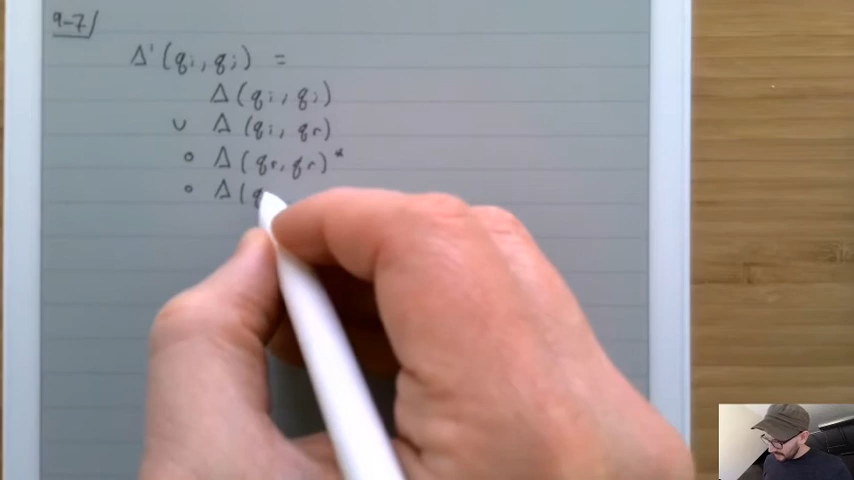 9-7/
Δ'(qi, qj) =
Δ(qi, qj)
∪ Δ(qi, qr)
∘ Δ(qr, qr)*
∘ Δ(q